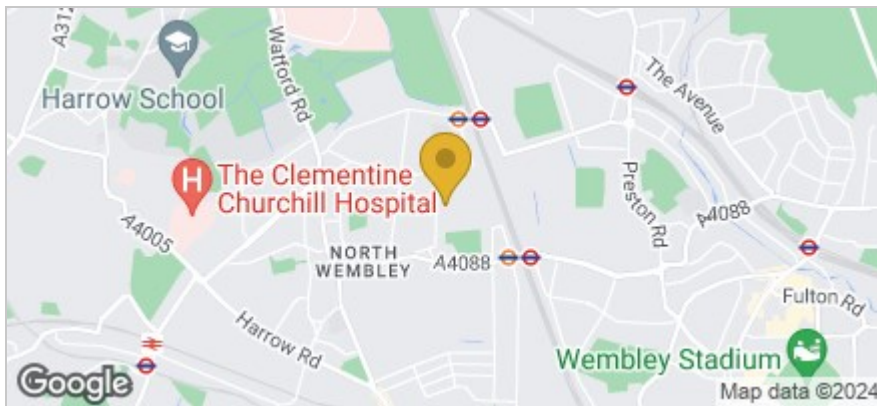 A312
Watford Rd
The Avenue
Harrow School
H
The Clementine
Churchill Hospital
Preston Rd
A4088
A4005
NORTH
WEMBLEY
A4088
Fulton Rd
Harrow Rd
Wembley Stadium
Google
Map data ©2024